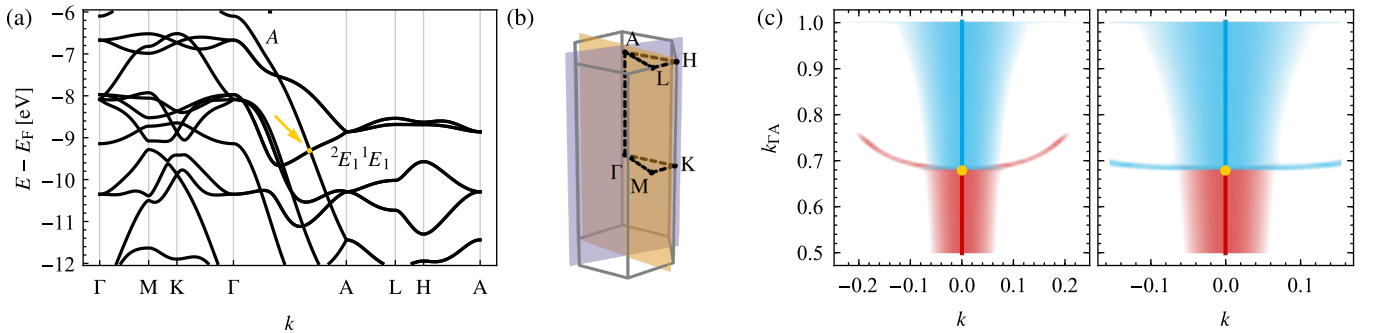 (a)
E − E_F [eV]
−6
−7
−8
−9
−10
−11
−12
A
²E₁¹E₁
Γ M K Γ A L H A
k
(b)
A
H
L
Γ
K
M
(c)
k_ΓA
1.0
0.9
0.8
0.7
0.6
0.5
−0.2 −0.1 0.0 0.1 0.2
k
−0.1 0.0 0.1
k